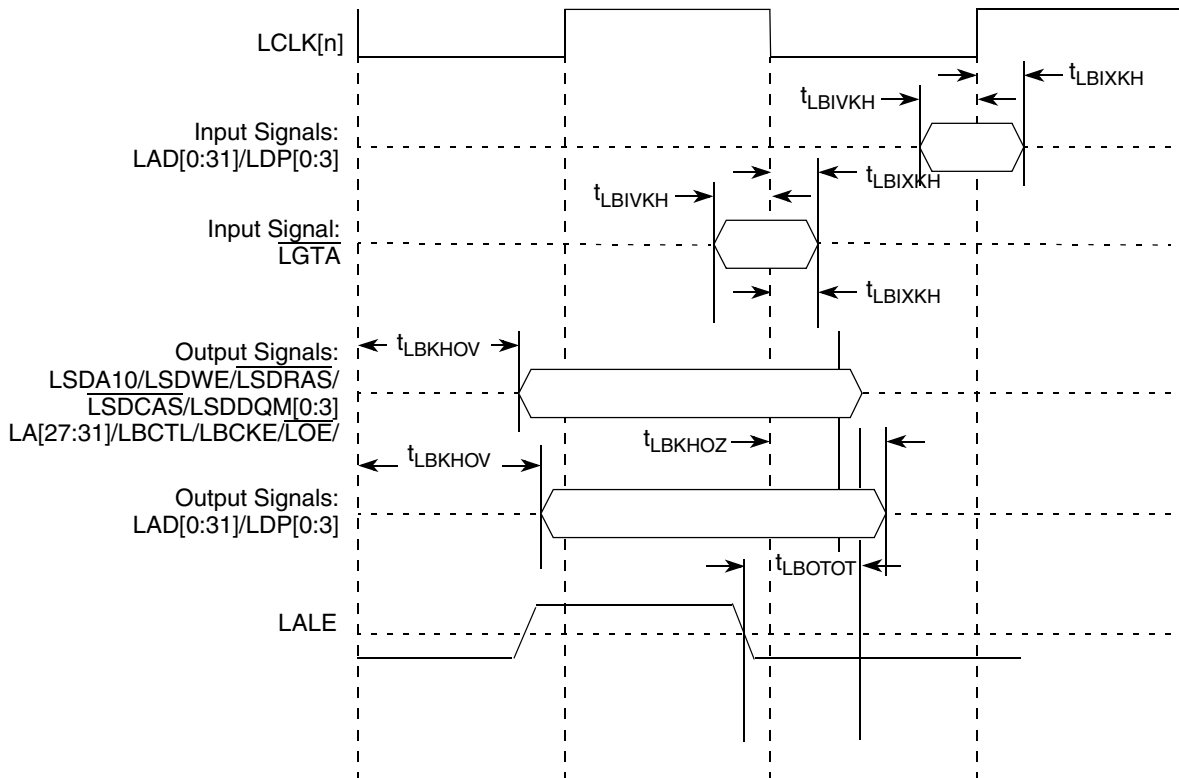 LCLK[n]
tLBIXKH
tLBIVKH
Input Signals:
LAD[0:31]/LDP[0:3]
tLBIXKH
tLBIVKH
Input Signal:
LGTA
tLBIXKH
tLBKHOV
Output Signals:
LSDA10/LSDWE/LSDRAS/
LSDCAS/LSDDQM[0:3]
LA[27:31]/LBCTL/LBCKE/LOE/
tLBKHOZ
tLBKHOV
Output Signals:
LAD[0:31]/LDP[0:3]
tLBOTOT
LALE